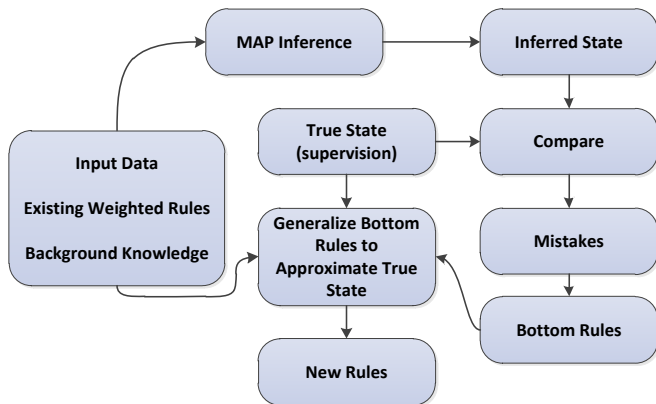 MAP Inference
Inferred State
True State
(supervision)
Compare
Input Data
Existing Weighted Rules
Background Knowledge
Generalize Bottom
Rules to
Approximate True
State
Mistakes
Bottom Rules
New Rules